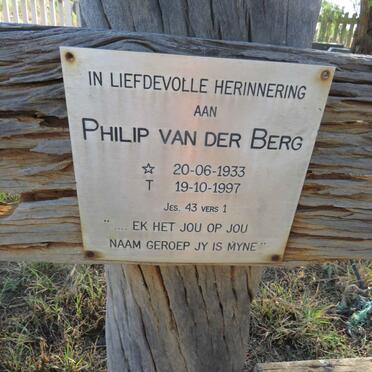 IN LIEFDEVOLLE HERINNERING
AAN
PHILIP VAN DER BERG
☆ 20-06-1933
† 19-10-1997
JES. 43 VERS 1
" .... EK HET JOU OP JOU
NAAM GEROEP JY IS MYNE"